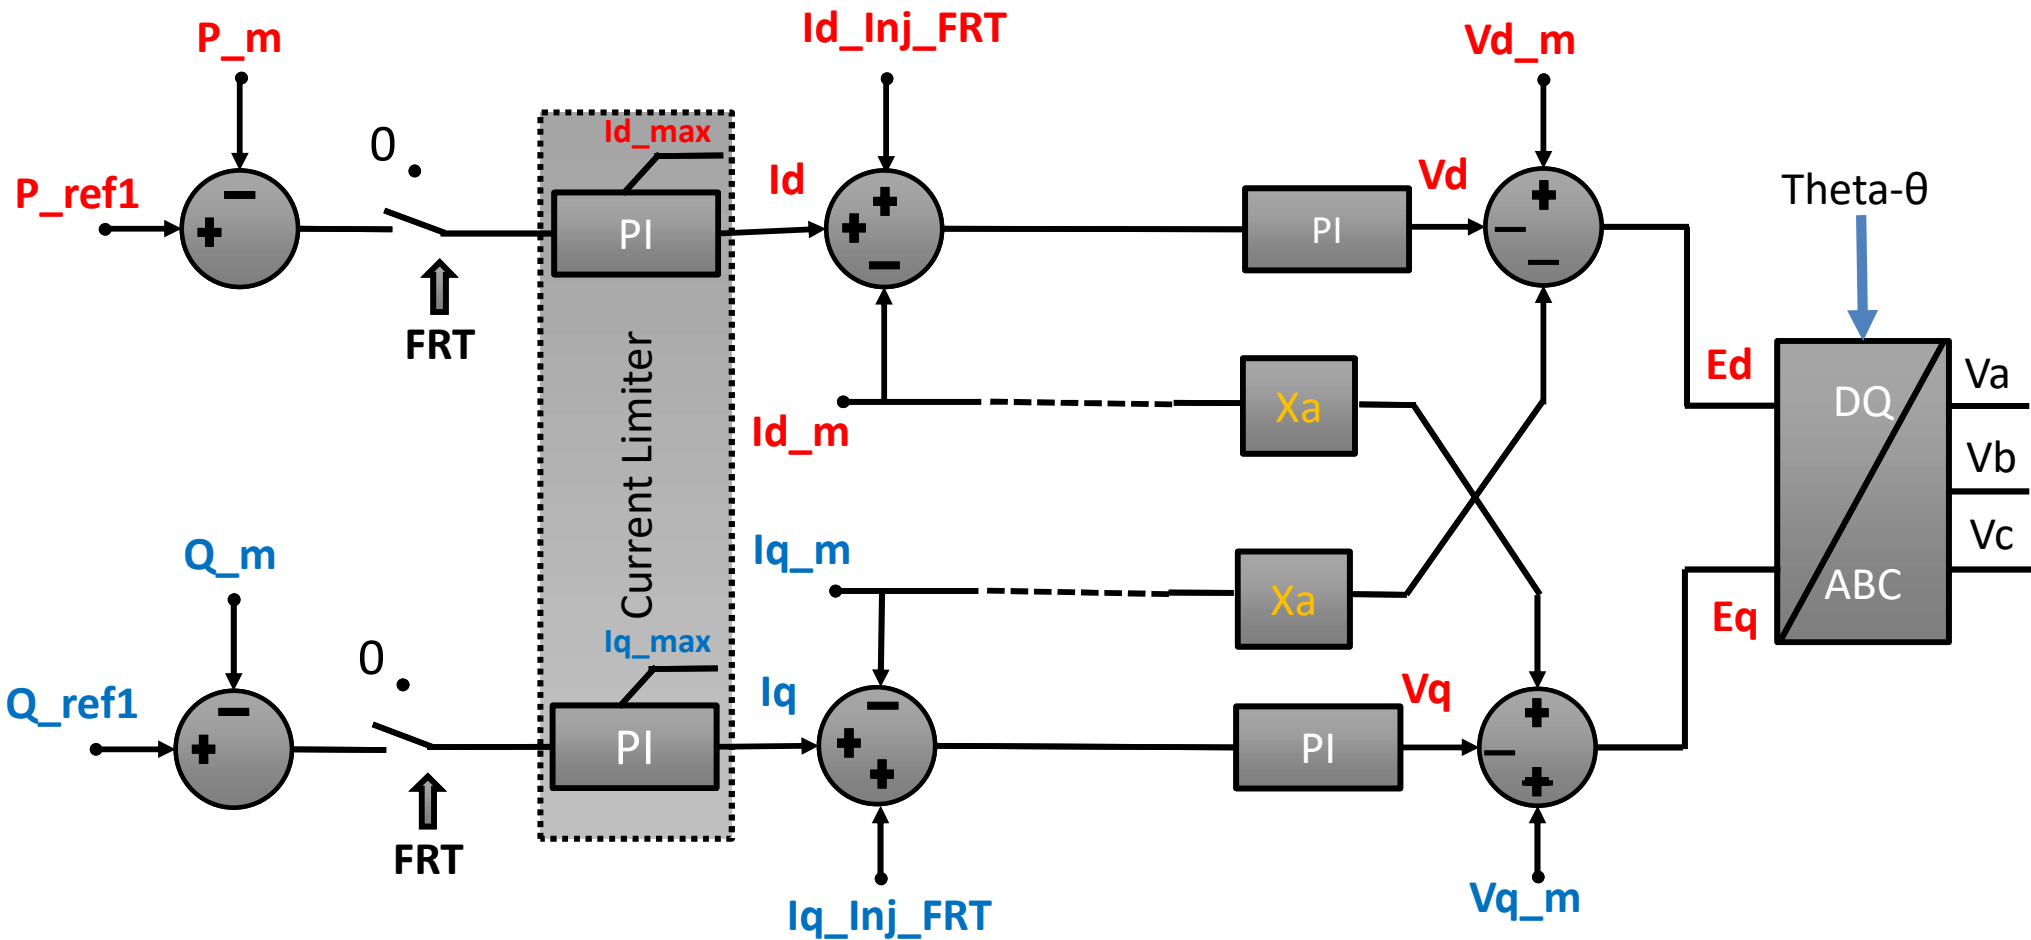 P_m
Id_Inj_FRT
Vd_m
0
Id_max
P_ref1
+
−
PI
Id
+
+
−
PI
Vd
+
−
−
Theta-θ
FRT
Current Limiter
Id_m
Xa
Ed
DQ
Va
Vb
Vc
ABC
Q_m
Iq_m
Xa
Eq
0
Iq_max
Q_ref1
−
+
PI
Iq
−
+
+
PI
Vq
+
−
+
FRT
Iq_Inj_FRT
Vq_m